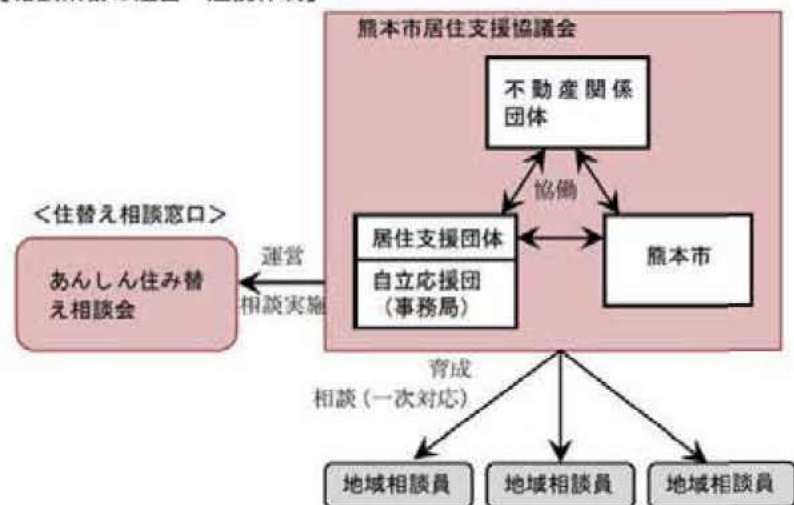 熊本市居住支援協議会
不動産関係
団体
協働
<住替え相談窓口>
居住支援団体
熊本市
運営
あんしん住み替
え相談会
自立応援団
(事務局)
相談実施
育成
相談(一次対応)
地域相談員
地域相談員
地域相談員